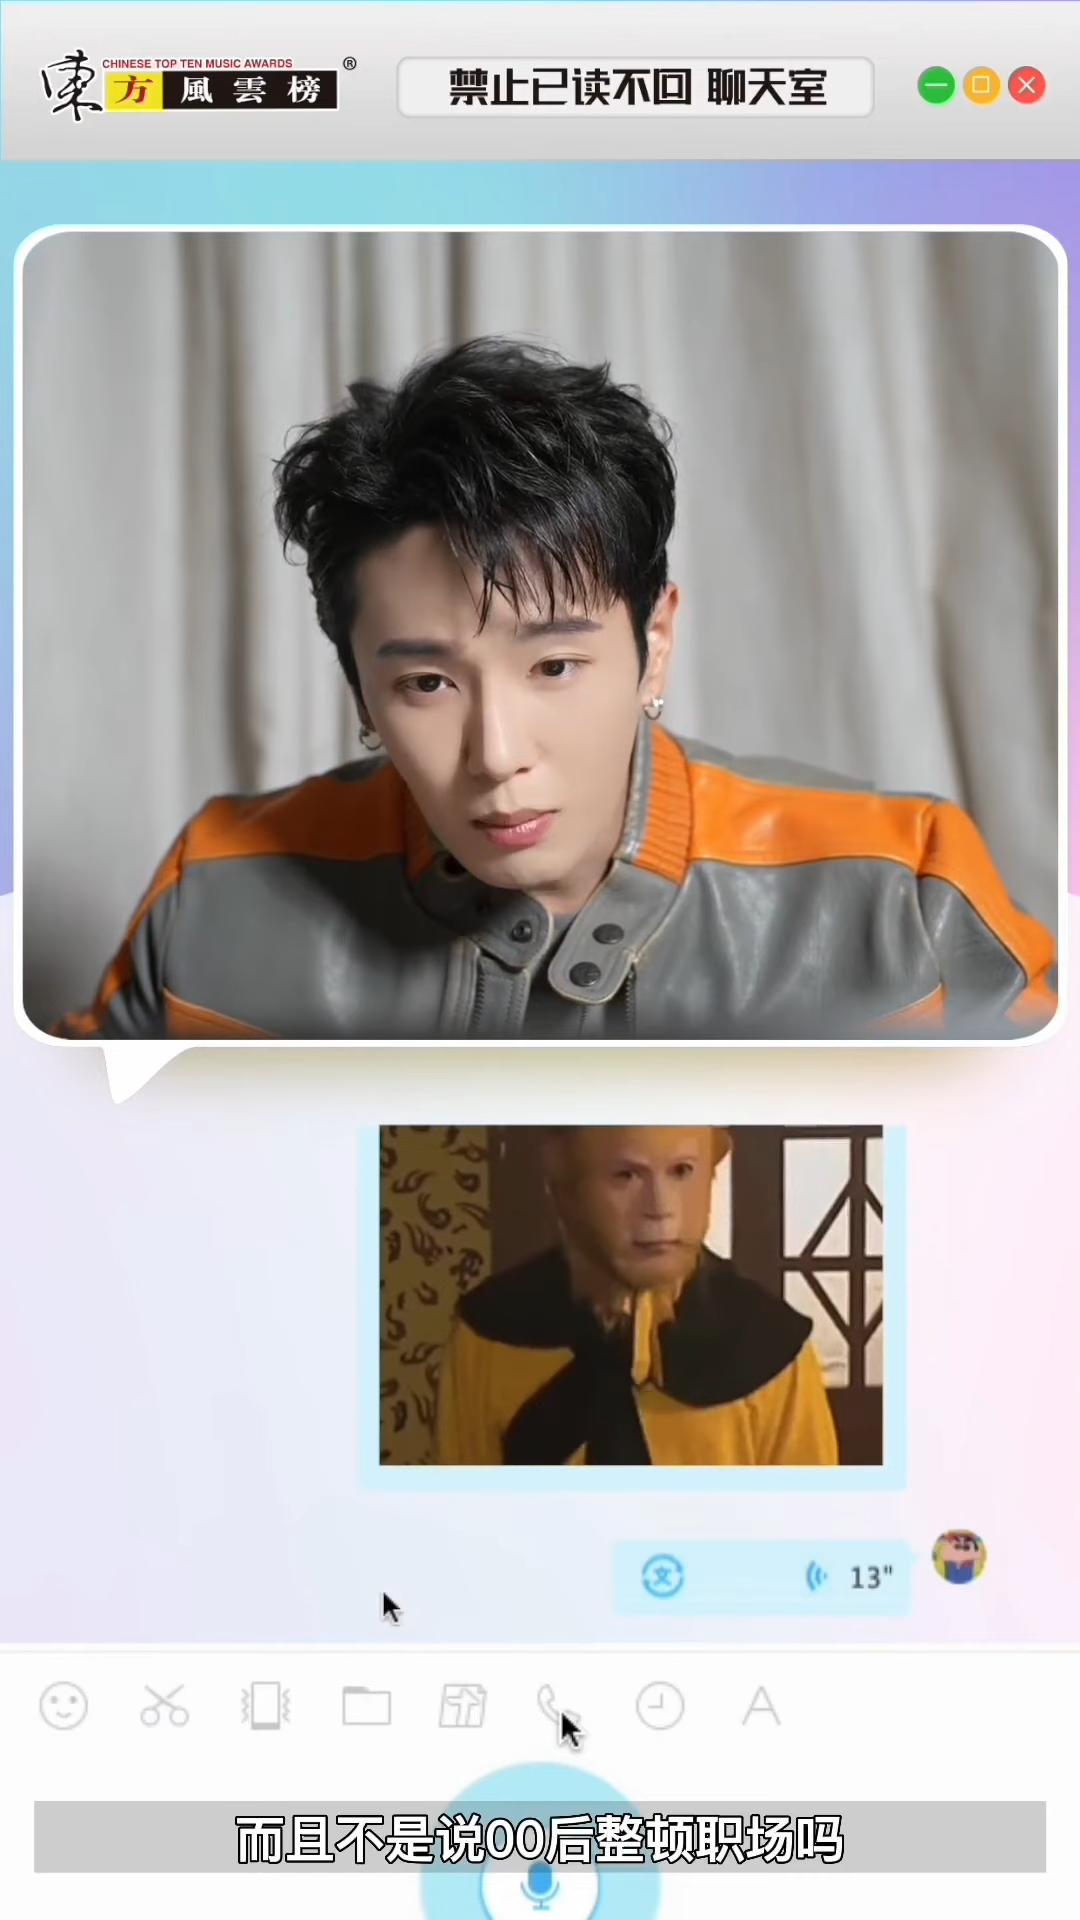 CHINESE TOP TEN MUSIC AWARDS ®
東方風雲榜
禁止已读不回 聊天室
文 13"
A
而且不是说00后整顿职场吗